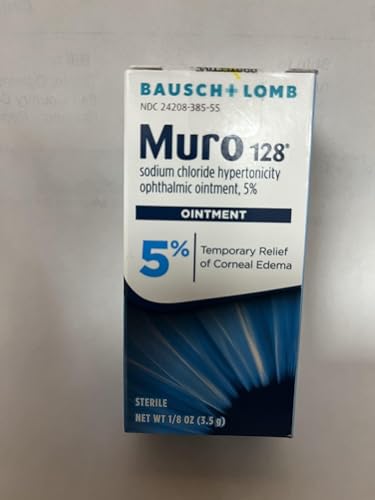 BAUSCH + LOMB
NDC 24208-385-55
Muro 128®
sodium chloride hypertonicity
ophthalmic ointment, 5%
OINTMENT
5%
Temporary Relief
of Corneal Edema
STERILE
NET WT 1/8 OZ (3.5 g)